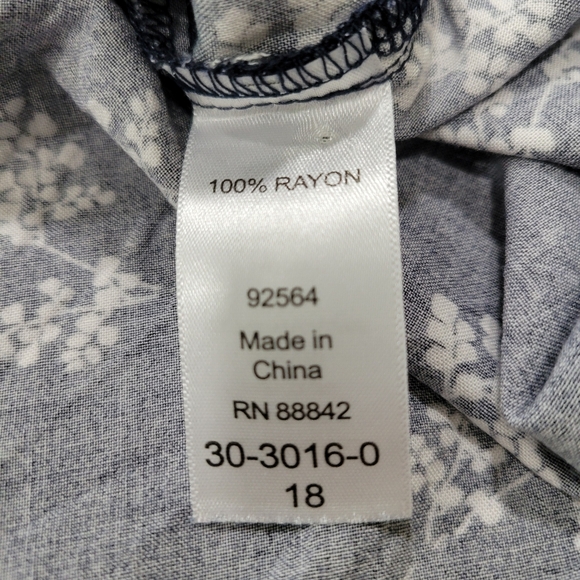 100% RAYON
92564
Made in
China
RN 88842
30-3016-0
18